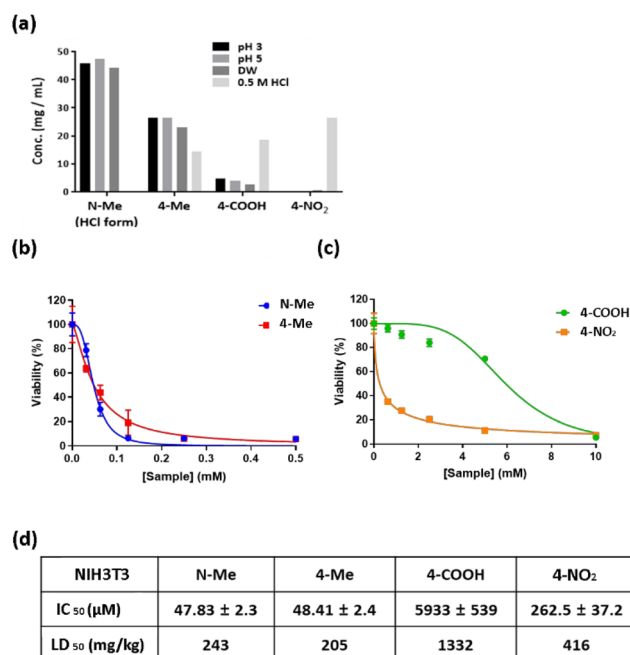 (a)
pH 3
pH 5
DW
0.5 M HCl
Conc. (mg / mL)
50
40
30
20
10
0
N-Me
(HCl form)
4-Me
4-COOH
4-NO₂
(b)
N-Me
4-Me
Viability (%)
120
100
80
60
40
20
0
0.0 0.1 0.2 0.3 0.4 0.5
[Sample] (mM)
(c)
4-COOH
4-NO₂
Viability (%)
120
100
80
60
40
20
0
0 2 4 6 8 10
[Sample] (mM)
(d)
NIH3T3 N-Me 4-Me 4-COOH 4-NO₂
IC ₅₀ (μM) 47.83 ± 2.3 48.41 ± 2.4 5933 ± 539 262.5 ± 37.2
LD ₅₀ (mg/kg) 243 205 1332 416